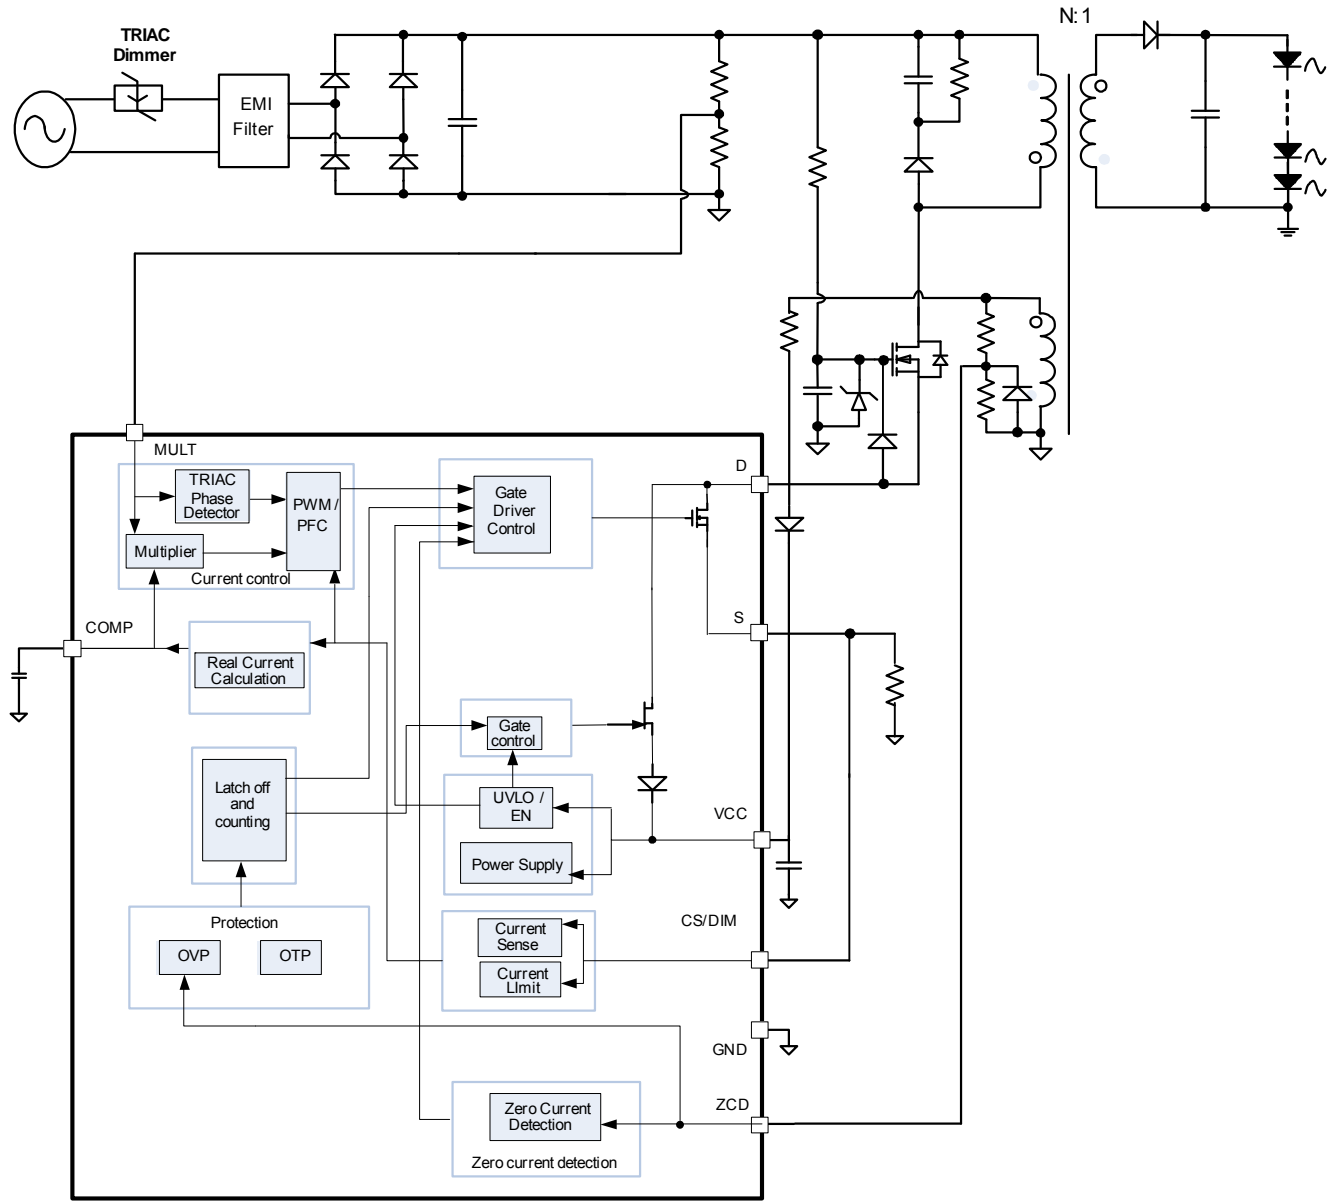 N:1
TRIAC
Dimmer
EMI
Filter
MULT
TRIAC
Phase
Detector
PWM /
PFC
Multiplier
Current control
Gate
Driver
Control
D
S
COMP
Real Current
Calculation
Gate
control
Latch off
and
counting
UVLO /
EN
Power Supply
VCC
Protection
OVP
OTP
Current
Sense
Current
LImit
CS/DIM
GND
ZCD
Zero Current
Detection
Zero current detection